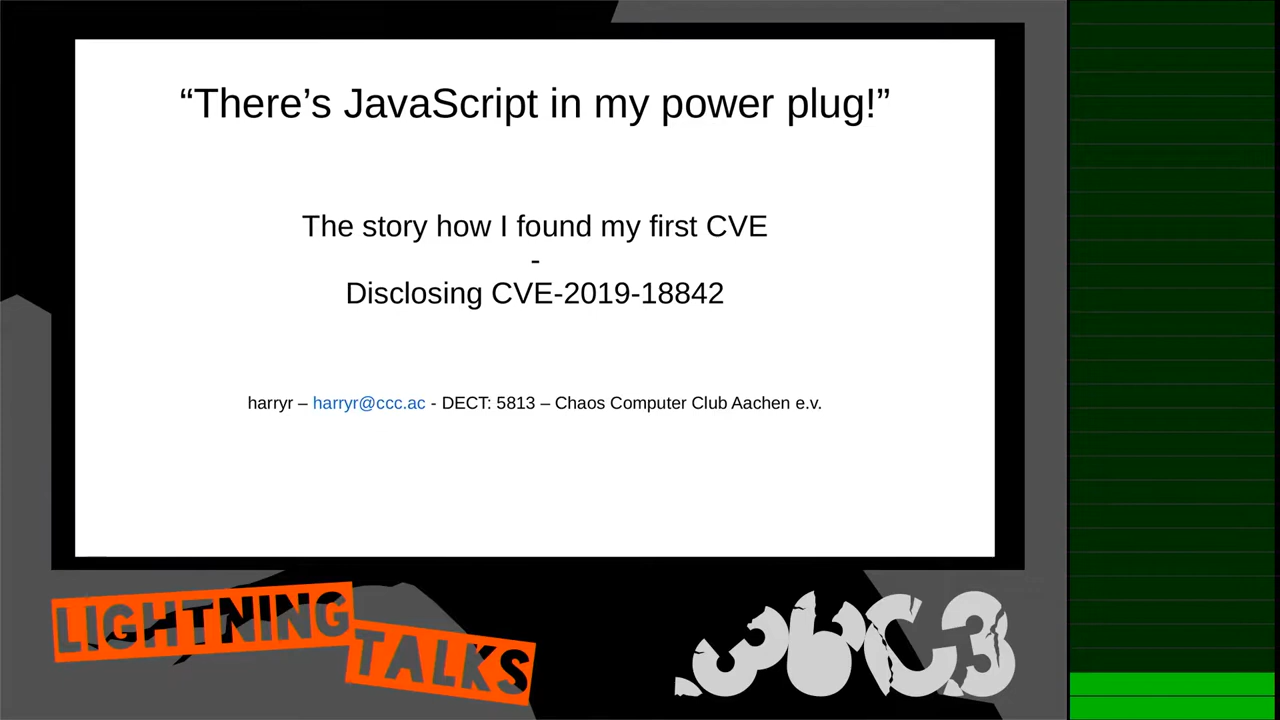 “There’s JavaScript in my power plug!”
The story how I found my first CVE
-
Disclosing CVE-2019-18842
harryr – harryr@ccc.ac - DECT: 5813 – Chaos Computer Club Aachen e.v.
LIGHTNING
TALKS
36C3